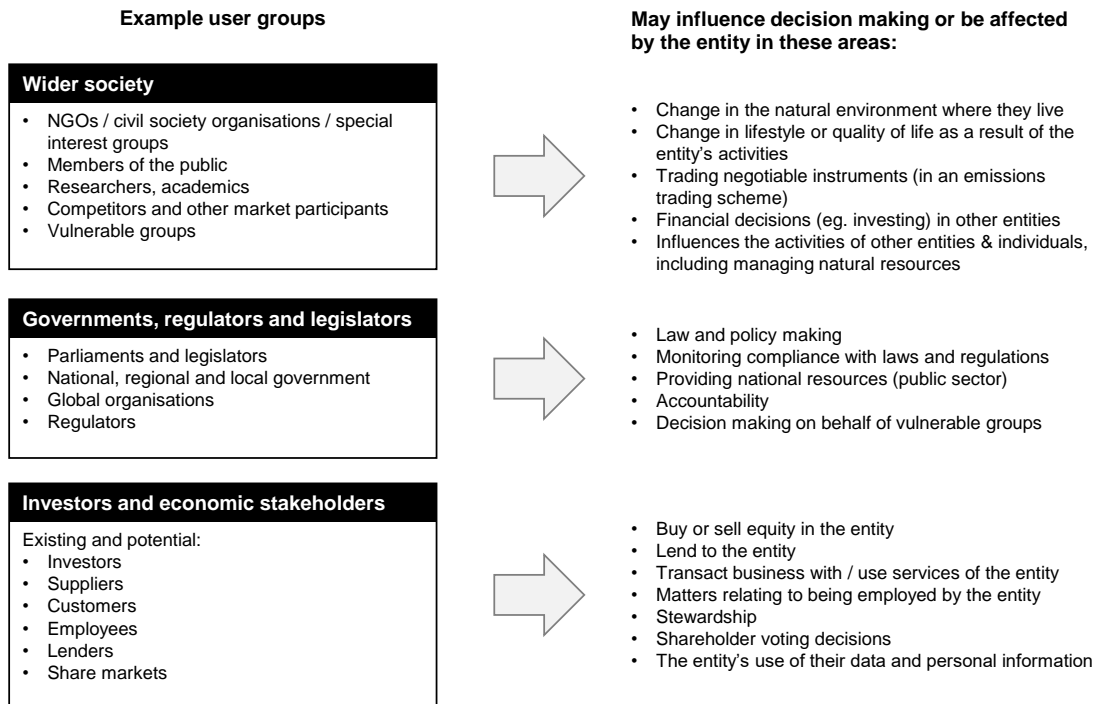 Example user groups
May influence decision making or be affected
by the entity in these areas:
Wider society
• NGOs / civil society organisations / special
interest groups
• Members of the public
• Researchers, academics
• Competitors and other market participants
• Vulnerable groups
• Change in the natural environment where they live
• Change in lifestyle or quality of life as a result of the
entity’s activities
• Trading negotiable instruments (in an emissions
trading scheme)
• Financial decisions (eg. investing) in other entities
• Influences the activities of other entities & individuals,
including managing natural resources
Governments, regulators and legislators
• Parliaments and legislators
• National, regional and local government
• Global organisations
• Regulators
• Law and policy making
• Monitoring compliance with laws and regulations
• Providing national resources (public sector)
• Accountability
• Decision making on behalf of vulnerable groups
Investors and economic stakeholders
Existing and potential:
• Investors
• Suppliers
• Customers
• Employees
• Lenders
• Share markets
• Buy or sell equity in the entity
• Lend to the entity
• Transact business with / use services of the entity
• Matters relating to being employed by the entity
• Stewardship
• Shareholder voting decisions
• The entity’s use of their data and personal information